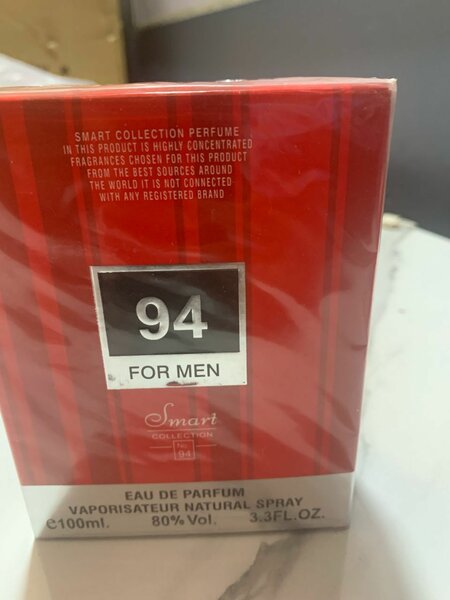 SMART COLLECTION PERFUME
IN THIS PRODUCT IS HIGHLY CONCENTRATED
FRAGRANCES CHOSEN FOR THIS PRODUCT
FROM THE BEST SOURCES AROUND
THE WORLD IT IS NOT CONNECTED
WITH ANY REGISTERED BRAND
94
FOR MEN
Smart
COLLECTION
No
94
EAU DE PARFUM
VAPORISATEUR NATURAL SPRAY
e100ml. 80% Vol. 3.3FL.OZ.